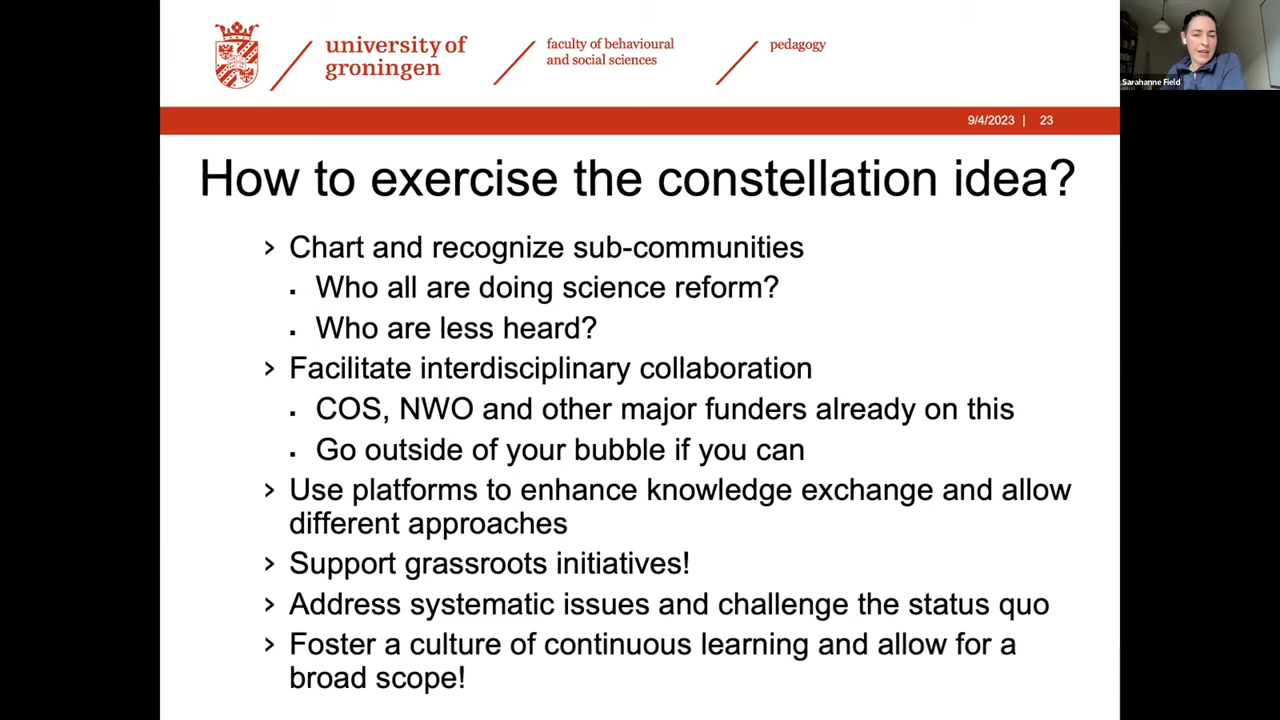 university of
groningen
faculty of behavioural
and social sciences
pedagogy
Sarahanne Field
9/4/2023 | 23
How to exercise the constellation idea?
› Chart and recognize sub-communities
▪ Who all are doing science reform?
▪ Who are less heard?
› Facilitate interdisciplinary collaboration
▪ COS, NWO and other major funders already on this
▪ Go outside of your bubble if you can
› Use platforms to enhance knowledge exchange and allow
different approaches
› Support grassroots initiatives!
› Address systematic issues and challenge the status quo
› Foster a culture of continuous learning and allow for a
broad scope!